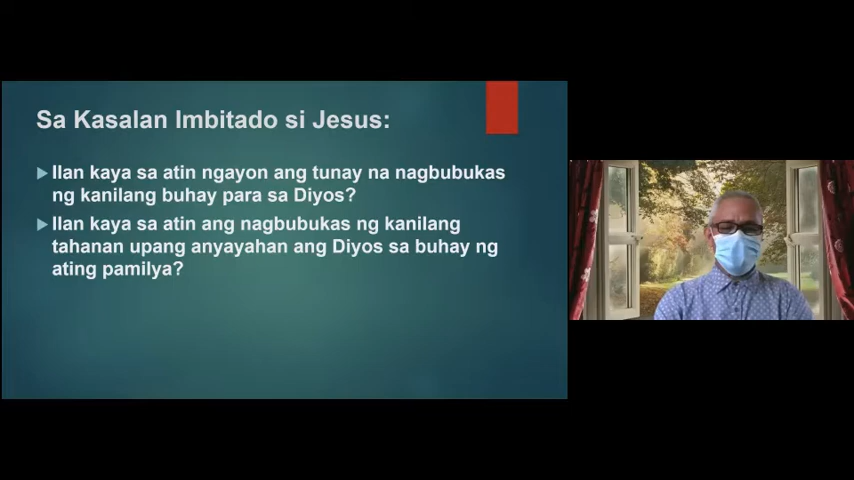 Sa Kasalan Imbitado si Jesus:
Ilan kaya sa atin ngayon ang tunay na nagbubukas
ng kanilang buhay para sa Diyos?
Ilan kaya sa atin ang nagbubukas ng kanilang
tahanan upang anyayahan ang Diyos sa buhay ng
ating pamilya?